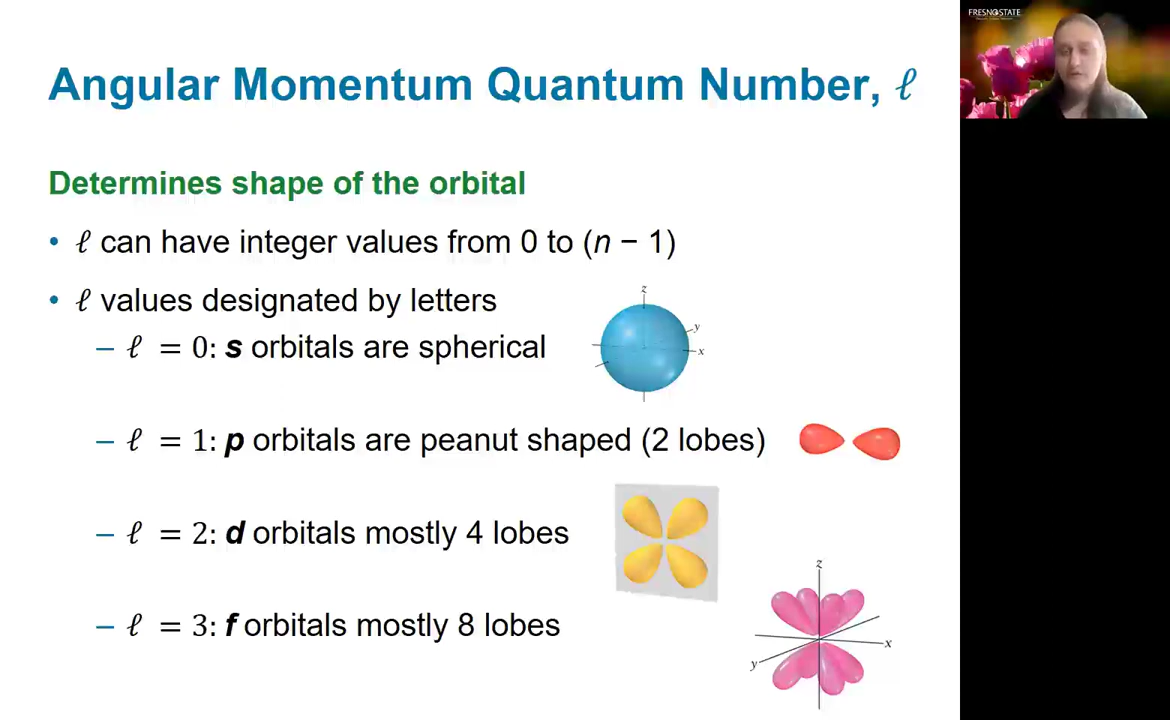 FRESNO STATE
Angular Momentum Quantum Number, ℓ
Determines shape of the orbital
• ℓ can have integer values from 0 to (n − 1)
• ℓ values designated by letters
– ℓ = 0: s orbitals are spherical
z
y
x
– ℓ = 1: p orbitals are peanut shaped (2 lobes)
– ℓ = 2: d orbitals mostly 4 lobes
– ℓ = 3: f orbitals mostly 8 lobes
z
x
y